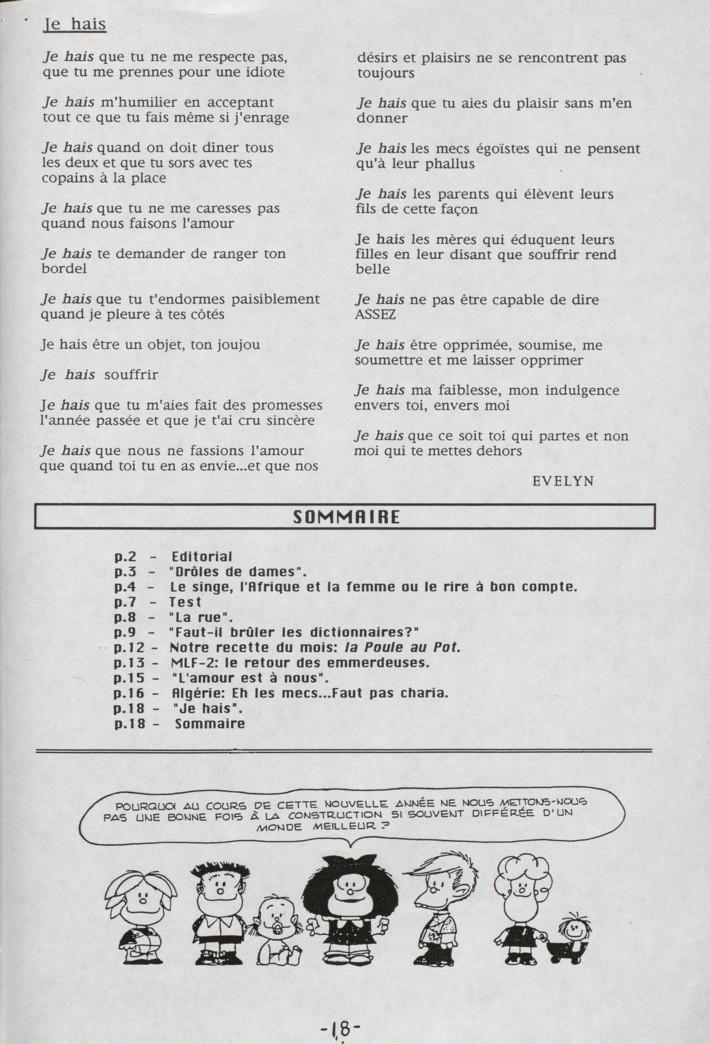 Je hais
Je hais que tu ne me respecte pas,
que tu me prennes pour une idiote
Je hais m'humilier en acceptant
tout ce que tu fais même si j'enrage
Je hais quand on doit dîner tous
les deux et que tu sors avec tes
copains à la place
Je hais que tu ne me caresses pas
quand nous faisons l'amour
Je hais te demander de ranger ton
bordel
Je hais que tu t'endormes paisiblement
quand je pleure à tes côtés
Je hais être un objet, ton joujou
Je hais souffrir
Je hais que tu m'aies fait des promesses
l'année passée et que je t'ai cru sincère
Je hais que nous ne fassions l'amour
que quand toi tu en as envie...et que nos
désirs et plaisirs ne se rencontrent pas
toujours
Je hais que tu aies du plaisir sans m'en
donner
Je hais les mecs égoïstes qui ne pensent
qu'à leur phallus
Je hais les parents qui élèvent leurs
fils de cette façon
Je hais les mères qui éduquent leurs
filles en leur disant que souffrir rend
belle
Je hais ne pas être capable de dire
ASSEZ
Je hais être opprimée, soumise, me
soumettre et me laisser opprimer
Je hais ma faiblesse, mon indulgence
envers toi, envers moi
Je hais que ce soit toi qui partes et non
moi qui te mettes dehors
EVELYN
SOMMAIRE
p.2 - Editorial
p.3 - "Drôles de dames".
p.4 - Le singe, l'Afrique et la femme ou le rire à bon compte.
p.7 - Test
p.8 - "La rue".
p.9 - "Faut-il brûler les dictionnaires?"
p.12 - Notre recette du mois: la Poule au Pot.
p.13 - MLF-2: le retour des emmerdeuses.
p.15 - "L'amour est à nous".
p.16 - Algérie: Eh les mecs...Faut pas charia.
p.18 - "Je hais".
p.18 - Sommaire
POURQUOI AU COURS DE CETTE NOUVELLE ANNÉE NE NOUS METTONS-NOUS
PAS UNE BONNE FOIS À LA CONSTRUCTION SI SOUVENT DIFFÉRÉE D'UN
MONDE MEILLEUR ?
-18-